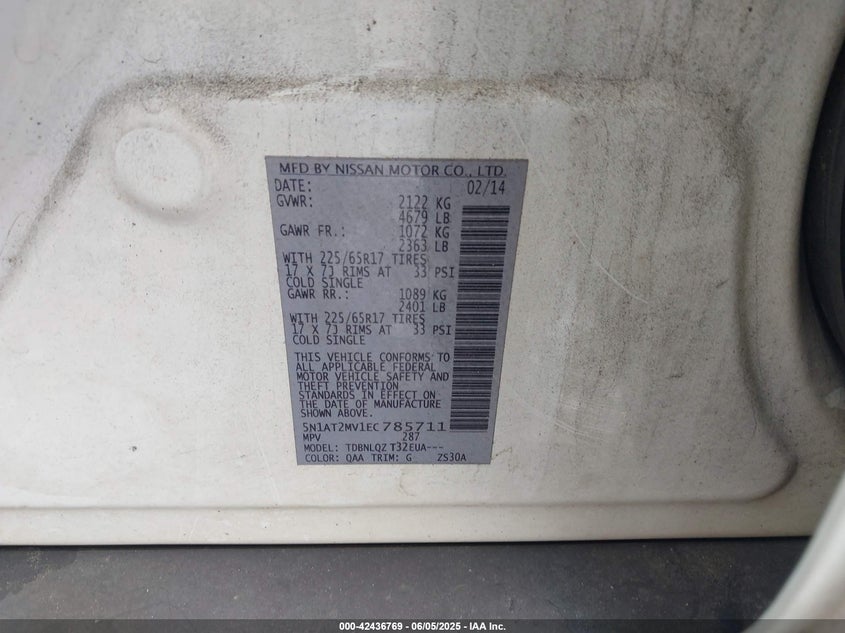 MFD BY NISSAN MOTOR CO., LTD.
DATE: 02/14
GVWR: 2122 KG
4679 LB
GAWR FR.: 1072 KG
2363 LB
WITH 225/65R17 TIRES
17 X 7J RIMS AT 33 PSI
COLD SINGLE
GAWR RR.: 1089 KG
2401 LB
WITH 225/65R17 TIRES
17 X 7J RIMS AT 33 PSI
COLD SINGLE
THIS VEHICLE CONFORMS TO
ALL APPLICABLE FEDERAL
MOTOR VEHICLE SAFETY AND
THEFT PREVENTION
STANDARDS IN EFFECT ON
THE DATE OF MANUFACTURE
SHOWN ABOVE.
5N1AT2MV1EC785711
MPV 287
MODEL: TDBNLQZ T32EUA---
COLOR: QAA TRIM: G ZS30A
000-42436769 - 06/05/2025 - IAA Inc.